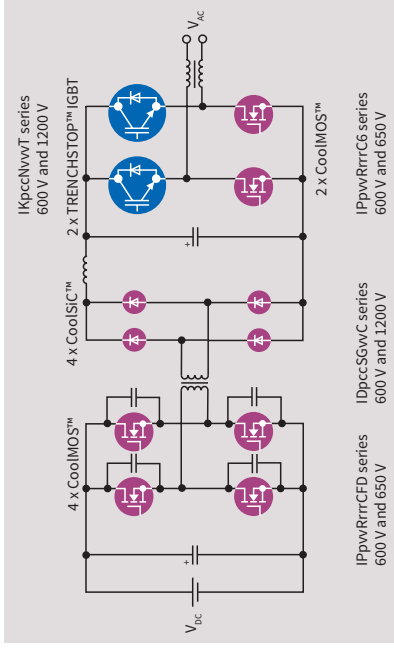 IKpccNvvvT series
600 V and 1200 V
2 x TRENCHSTOP™ IGBT
V_AC
4 x CoolSiC™
4 x CoolMOS™
V_DC
2 x CoolMOS™
IPpvvRrrrCFD series
600 V and 650 V
IDpccSGvvC series
600 V and 1200 V
IPpvvRrrrC6 series
600 V and 650 V
+
+